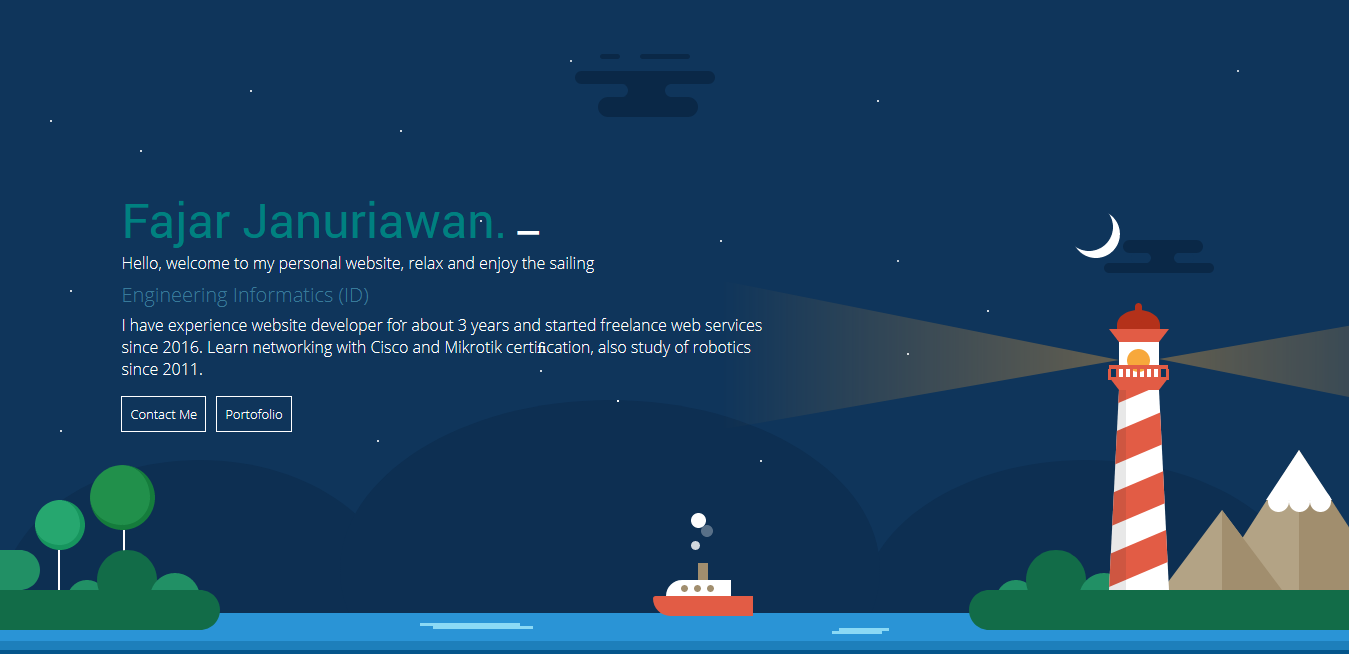 Fajar Januriawan.
Hello, welcome to my personal website, relax and enjoy the sailing
Engineering Informatics (ID)
I have experience website developer for about 3 years and started freelance web services
since 2016. Learn networking with Cisco and Mikrotik certification, also study of robotics
since 2011.
Contact Me
Portofolio